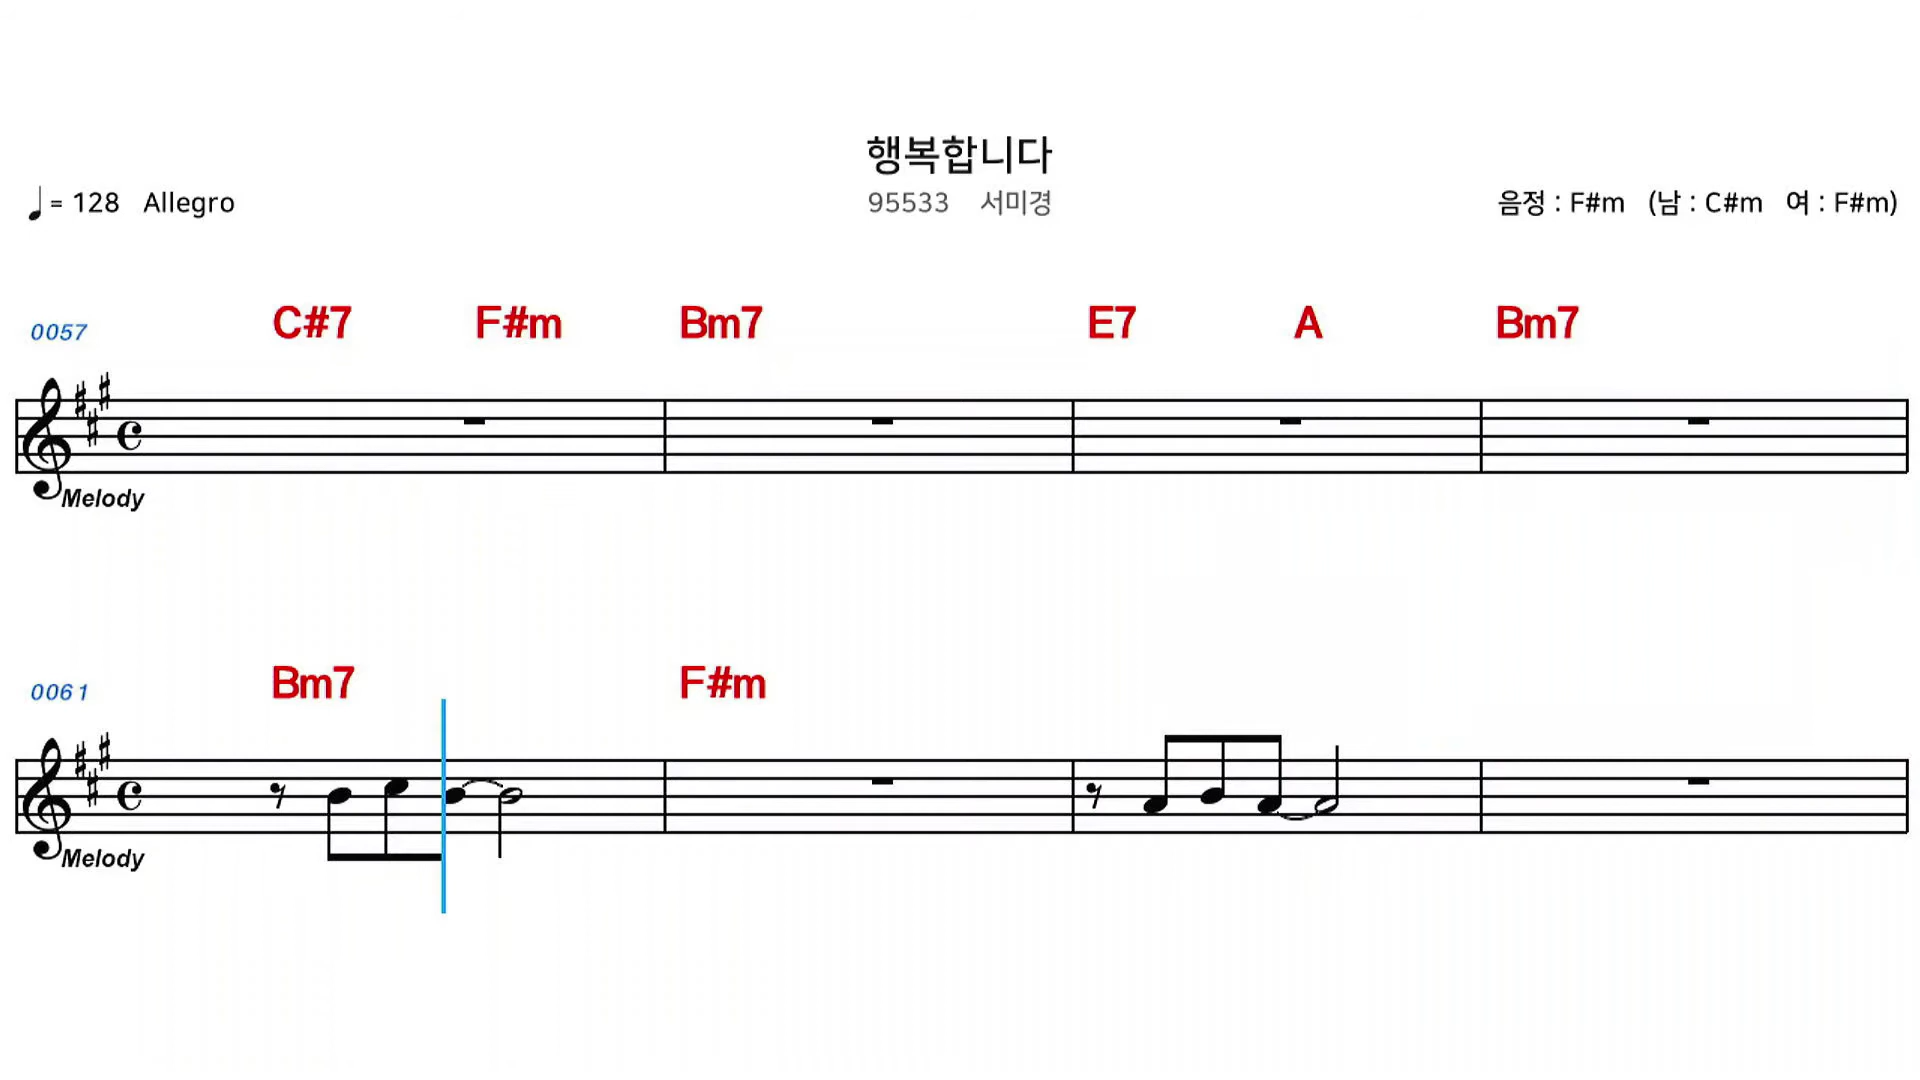 행복합니다
= 128 Allegro
95533 서미경
음정 : F#m (남 : C#m 여 : F#m)
0057 C#7 F#m Bm7 E7 A Bm7
Melody
0061 Bm7 F#m
Melody